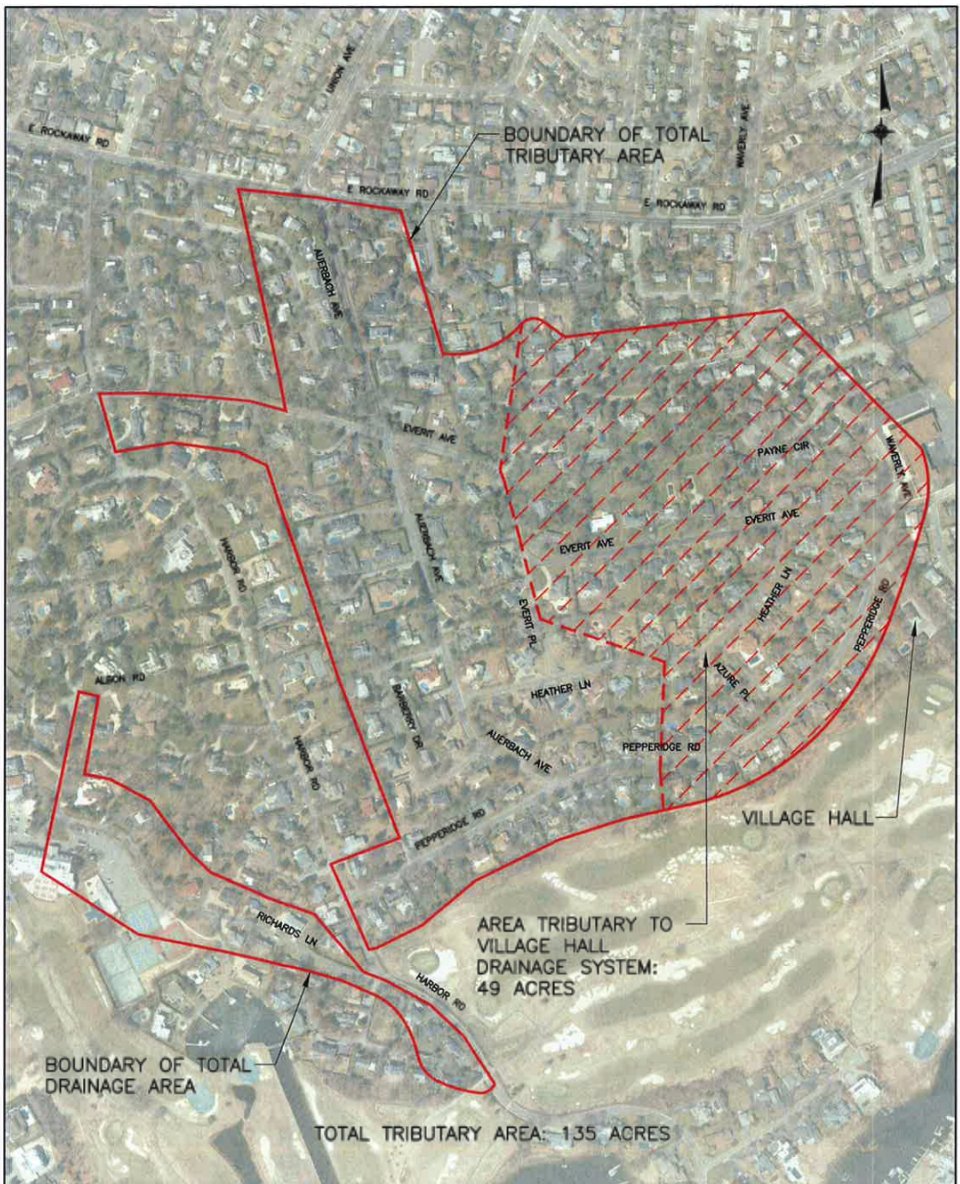 UNION AVE
E ROCKAWAY RD
BOUNDARY OF TOTAL
TRIBUTARY AREA
WAVERLY AVE
E ROCKAWAY RD
E ROCKAWAY RD
AUERBACH AVE
EVERIT AVE
PAYNE CIR
WAVERLY AVE
EVERIT AVE
EVERIT AVE
AUERBACH AVE
HARBOR RD
HEATHER LN
EVERIT PL
PEPPERIDGE RD
ALBON RD
AZURE PL
HEATHER LN
BARBERRY DR
HARBOR RD
AUERBACH AVE
PEPPERIDGE RD
PEPPERIDGE RD
VILLAGE HALL
RICHARDS LN
AREA TRIBUTARY TO
VILLAGE HALL
DRAINAGE SYSTEM:
49 ACRES
HARBOR RD
BOUNDARY OF TOTAL
DRAINAGE AREA
TOTAL TRIBUTARY AREA: 135 ACRES